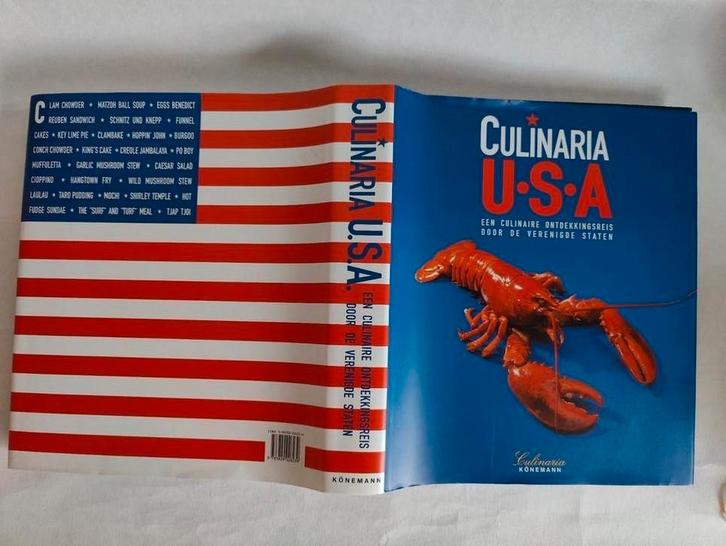 CLAM CHOWDER * MATZOH BALL SOUP * EGGS BENEDICT
REUBEN SANDWICH * SCHNITZ UND KNEPP * FUNNEL
CAKES * KEY LIME PIE * CLAMBAKE * HOPPIN' JOHN * BURGOO
CONCH CHOWDER * KING'S CAKE * CREOLE JAMBALAYA * PO BOY
MUFFULETTA * GARLIC MUSHROOM STEW * CAESAR SALAD
CIOPPINO * HANGTOWN FRY * WILD MUSHROOM STEW
LAULAU * TARO PUDDING * MOCHI * SHIRLEY TEMPLE * HOT
FUDGE SUNDAE * THE "SURF" AND "TURF" MEAL * TJAP TJOI
CULINARIA U.S.A.
EEN CULINAIRE ONTDEKKINGSREIS
DOOR DE VERENIGDE STATEN
KÖNEMANN
CULINARIA
U·S·A
EEN CULINAIRE ONTDEKKINGSREIS
DOOR DE VERENIGDE STATEN
Culinaria
KÖNEMANN